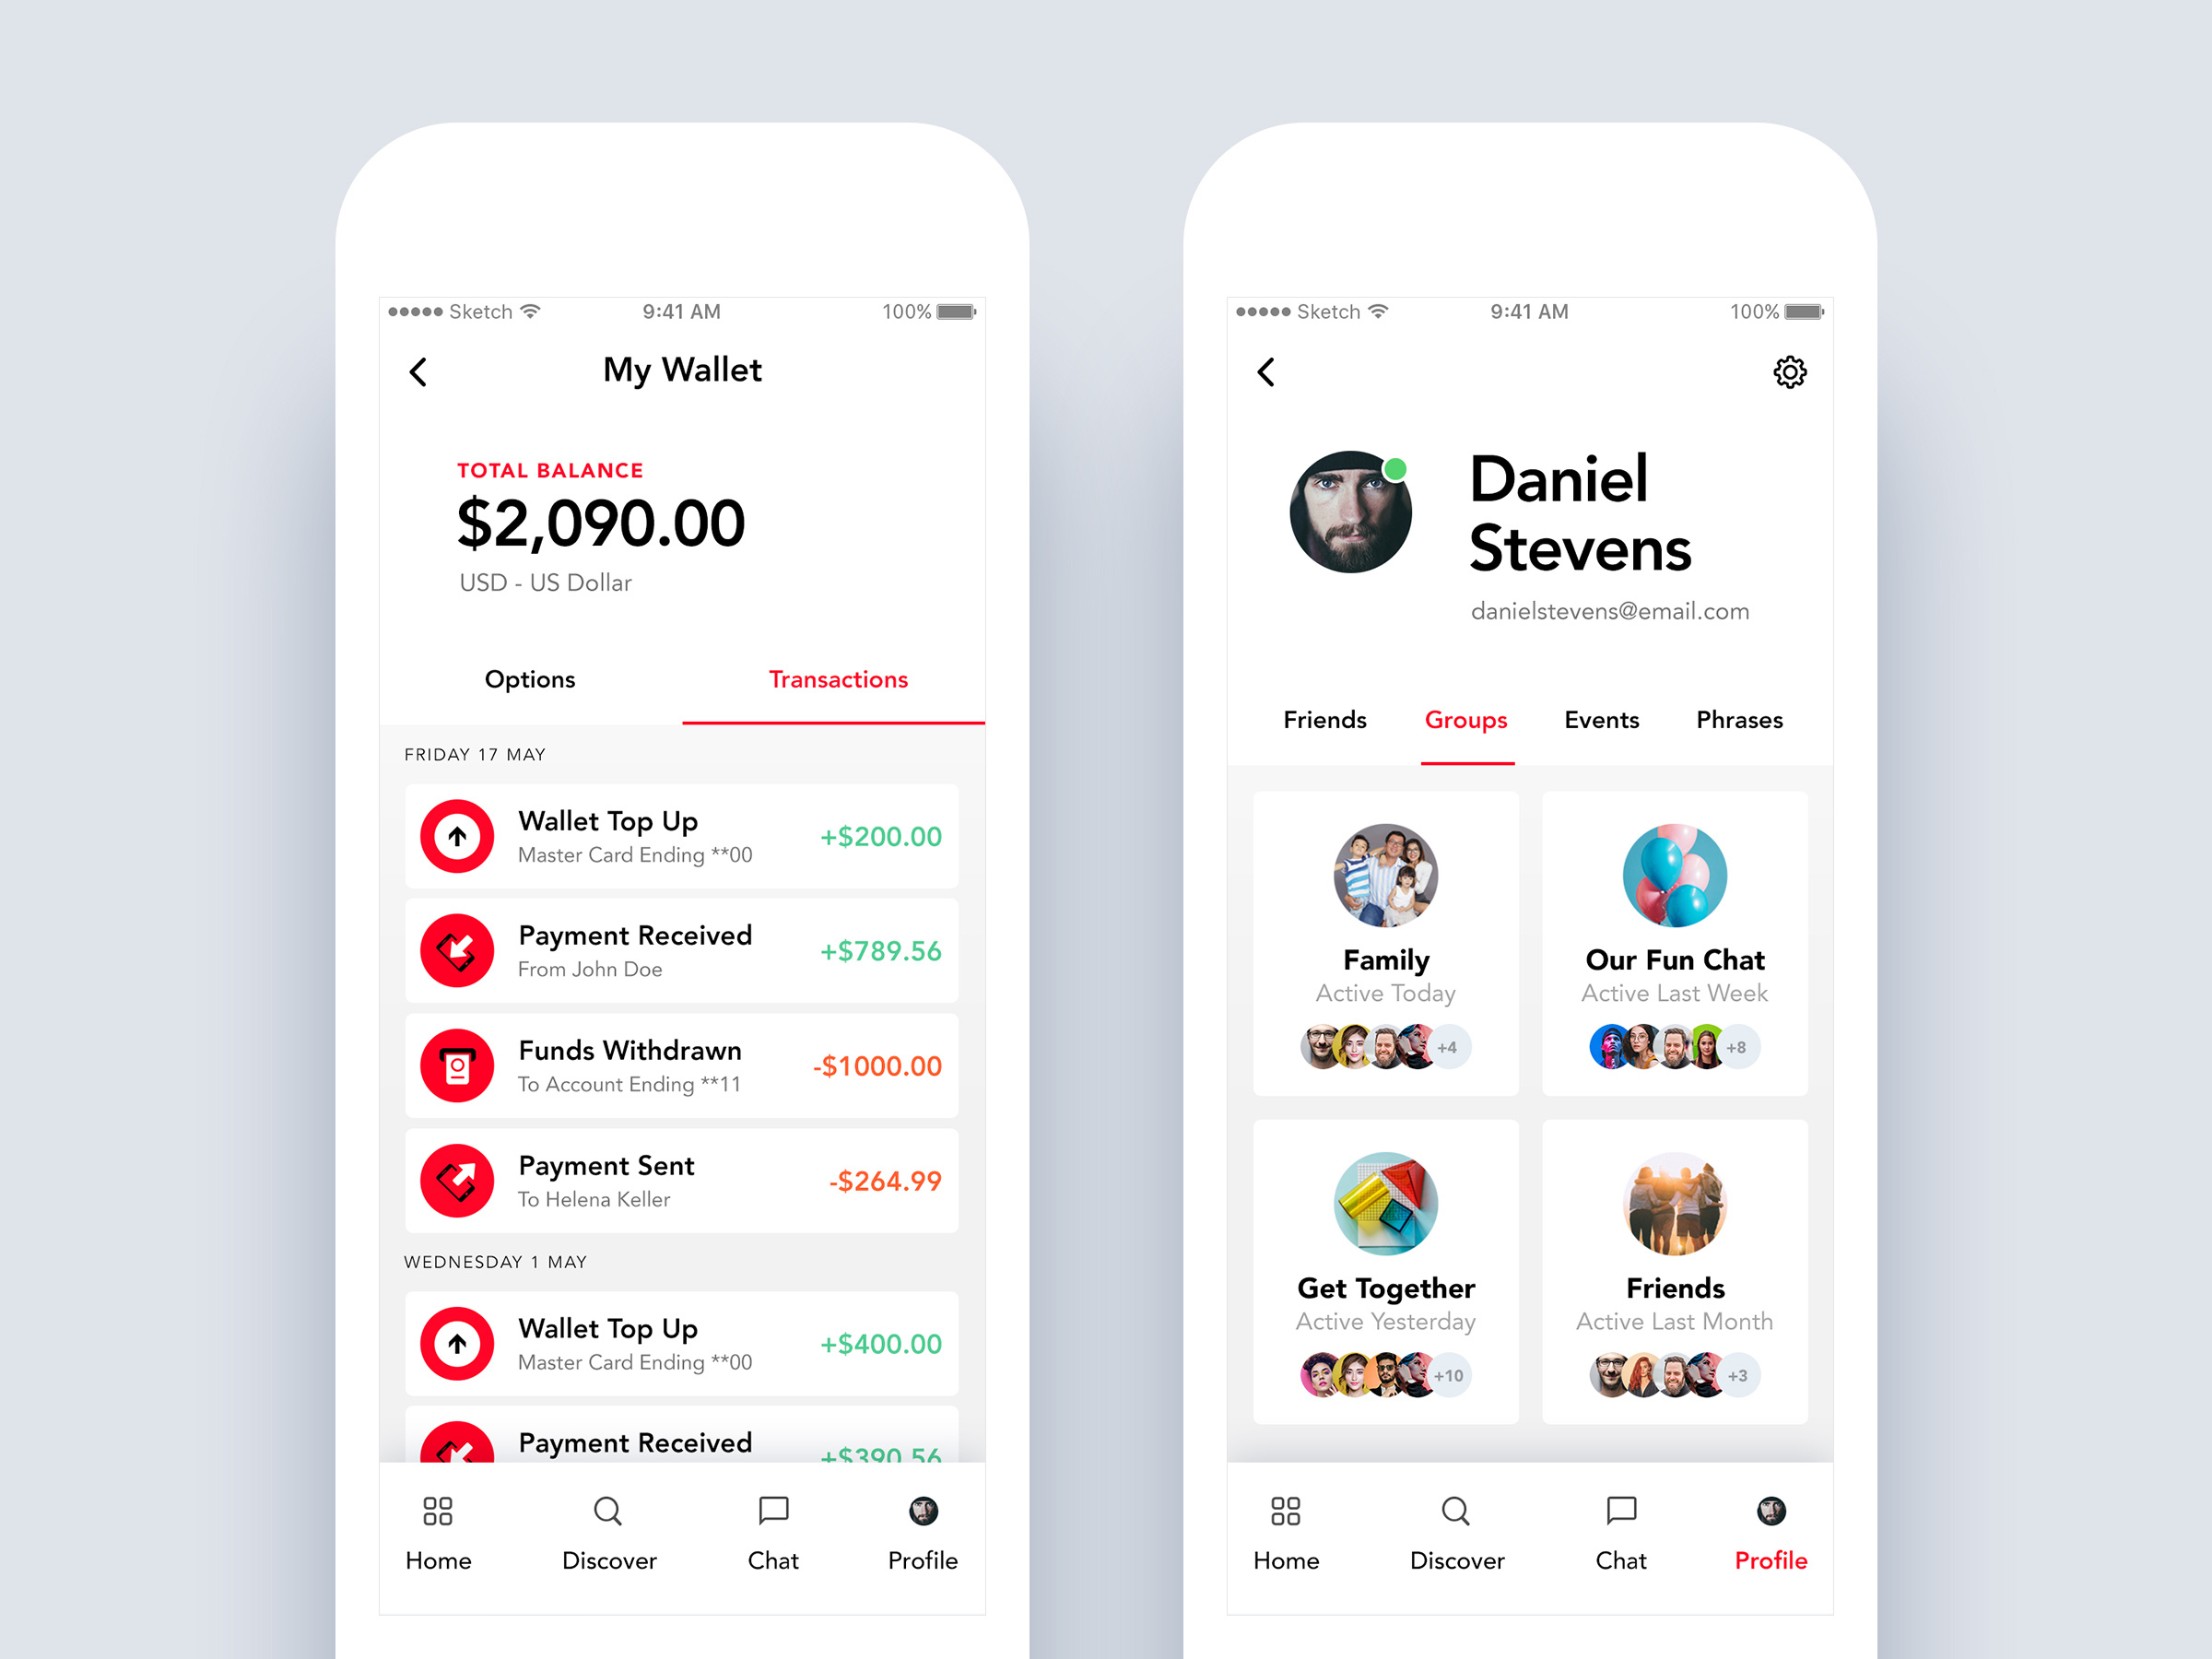 Sketch 9:41 AM 100%
My Wallet
TOTAL BALANCE
$2,090.00
USD - US Dollar
Options Transactions
FRIDAY 17 MAY
Wallet Top Up
Master Card Ending **00
+$200.00
Payment Received
From John Doe
+$789.56
Funds Withdrawn
To Account Ending **11
-$1000.00
Payment Sent
To Helena Keller
-$264.99
WEDNESDAY 1 MAY
Wallet Top Up
Master Card Ending **00
+$400.00
Payment Received
+$390.56
Home Discover Chat Profile
Sketch 9:41 AM 100%
Daniel
Stevens
danielstevens@email.com
Friends Groups Events Phrases
Family
Active Today
+4
Our Fun Chat
Active Last Week
+8
Get Together
Active Yesterday
+10
Friends
Active Last Month
+3
Home Discover Chat Profile